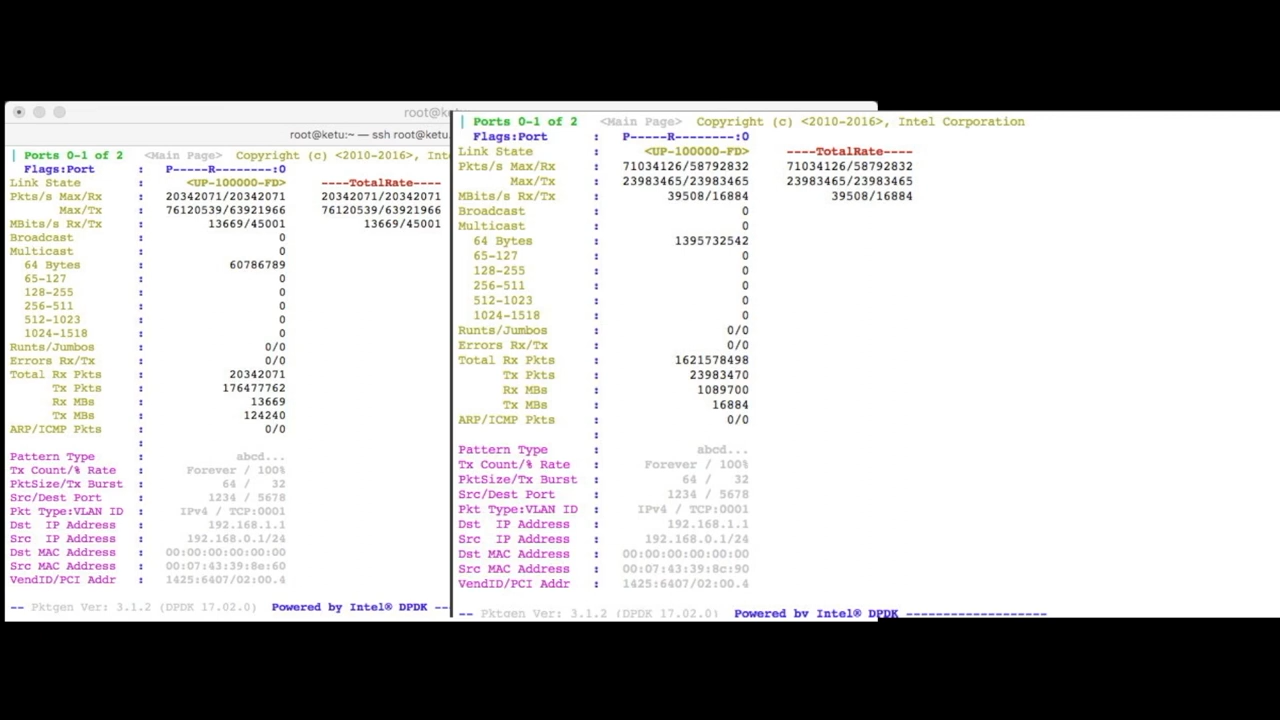 root@k
root@ketu:~ — ssh root@ketu.
| Ports 0-1 of 2   <Main Page>  Copyright (c) <2010-2016>, Int
Flags:Port      :   P-----R--------:0
Link State      :   <UP-100000-FD>     ----TotalRate----
Pkts/s Max/Rx   :   20342071/20342071     20342071/20342071
Max/Tx   :   76120539/63921966     76120539/63921966
MBits/s Rx/Tx   :   13669/45001     13669/45001
Broadcast       :   0
Multicast       :   0
64 Bytes      :   60786789
65-127        :   0
128-255       :   0
256-511       :   0
512-1023      :   0
1024-1518     :   0
Runts/Jumbos    :   0/0
Errors Rx/Tx    :   0/0
Total Rx Pkts   :   20342071
Tx Pkts   :   176477762
Rx MBs    :   13669
Tx MBs    :   124240
ARP/ICMP Pkts   :   0/0
:
Pattern Type    :   abcd...
Tx Count/% Rate :   Forever / 100%
PktSize/Tx Burst :   64 /   32
Src/Dest Port   :   1234 / 5678
Pkt Type:VLAN ID :   IPv4 / TCP:0001
Dst  IP Address :   192.168.1.1
Src  IP Address :   192.168.0.1/24
Dst MAC Address :   00:00:00:00:00:00
Src MAC Address :   00:07:43:39:8e:60
VendID/PCI Addr :   1425:6407/02:00.4
-- Pktgen Ver: 3.1.2 (DPDK 17.02.0)  Powered by Intel® DPDK --
| Ports 0-1 of 2   <Main Page>  Copyright (c) <2010-2016>, Intel Corporation
Flags:Port      :   P-----R--------:0
Link State      :   <UP-100000-FD>     ----TotalRate----
Pkts/s Max/Rx   :   71034126/58792832     71034126/58792832
Max/Tx   :   23983465/23983465     23983465/23983465
MBits/s Rx/Tx   :   39508/16884     39508/16884
Broadcast       :   0
Multicast       :   0
64 Bytes      :   1395732542
65-127        :   0
128-255       :   0
256-511       :   0
512-1023      :   0
1024-1518     :   0
Runts/Jumbos    :   0/0
Errors Rx/Tx    :   0/0
Total Rx Pkts   :   1621578498
Tx Pkts   :   23983470
Rx MBs    :   1089700
Tx MBs    :   16884
ARP/ICMP Pkts   :   0/0
:
Pattern Type    :   abcd...
Tx Count/% Rate :   Forever / 100%
PktSize/Tx Burst :   64 /   32
Src/Dest Port   :   1234 / 5678
Pkt Type:VLAN ID :   IPv4 / TCP:0001
Dst  IP Address :   192.168.1.1
Src  IP Address :   192.168.0.1/24
Dst MAC Address :   00:00:00:00:00:00
Src MAC Address :   00:07:43:39:8c:90
VendID/PCI Addr :   1425:6407/02:00.4
-- Pktgen Ver: 3.1.2 (DPDK 17.02.0)  Powered by Intel® DPDK -------------------